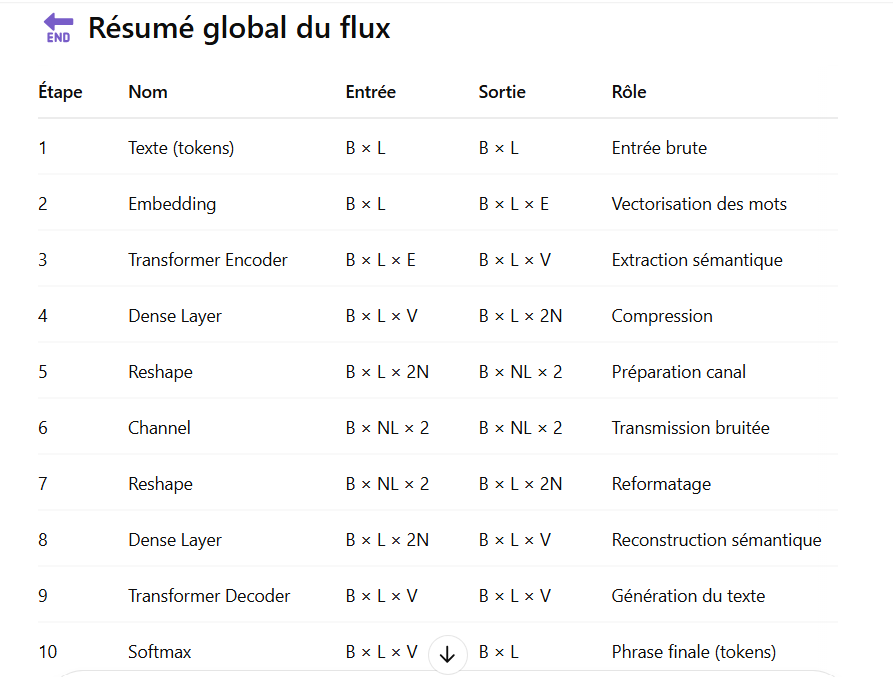 END Résumé global du flux
Étape Nom Entrée Sortie Rôle
1 Texte (tokens) B × L B × L Entrée brute
2 Embedding B × L B × L × E Vectorisation des mots
3 Transformer Encoder B × L × E B × L × V Extraction sémantique
4 Dense Layer B × L × V B × L × 2N Compression
5 Reshape B × L × 2N B × NL × 2 Préparation canal
6 Channel B × NL × 2 B × NL × 2 Transmission bruitée
7 Reshape B × NL × 2 B × L × 2N Reformatage
8 Dense Layer B × L × 2N B × L × V Reconstruction sémantique
9 Transformer Decoder B × L × V B × L × V Génération du texte
10 Softmax B × L × V B × L Phrase finale (tokens)